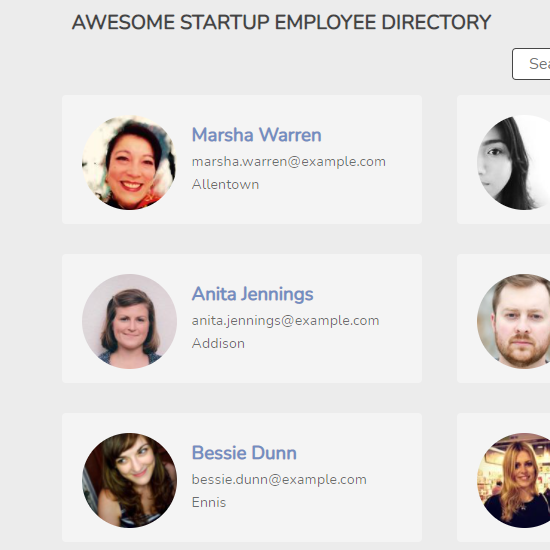 AWESOME STARTUP EMPLOYEE DIRECTORY
Sea
Marsha Warren
marsha.warren@example.com
Allentown
Anita Jennings
anita.jennings@example.com
Addison
Bessie Dunn
bessie.dunn@example.com
Ennis